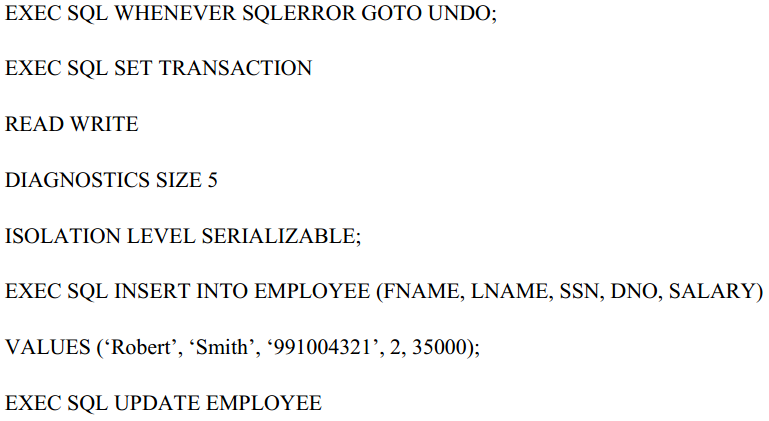 EXEC SQL WHENEVER SQLERROR GOTO UNDO;
EXEC SQL SET TRANSACTION
READ WRITE
DIAGNOSTICS SIZE 5
ISOLATION LEVEL SERIALIZABLE;
EXEC SQL INSERT INTO EMPLOYEE (FNAME, LNAME, SSN, DNO, SALARY)
VALUES (‘Robert’, ‘Smith’, ‘991004321’, 2, 35000);
EXEC SQL UPDATE EMPLOYEE